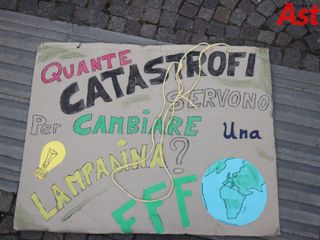 Ast
QUANTE
CATASTROFI
SERVONO
Per CAMBIARE Una
LAMPADINA?
FFF